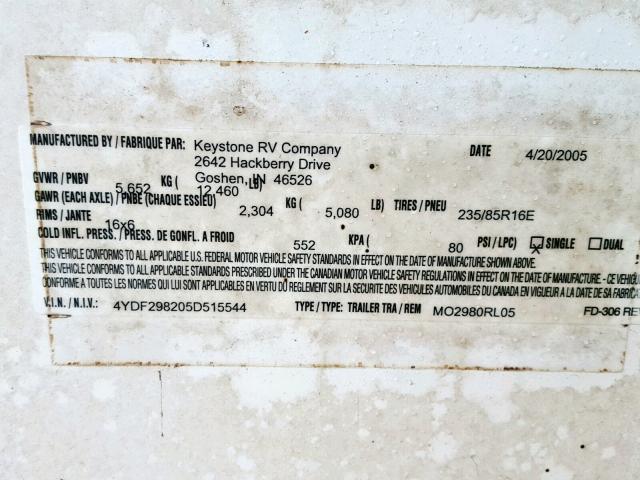 MANUFACTURED BY / FABRIQUE PAR: Keystone RV Company DATE 4/20/2005
2642 Hackberry Drive
Goshen, IN 46526
GVWR / PNBV 5,652 KG ( 12,460 LB)
GAWR (EACH AXLE) / PNBE (CHAQUE ESSIEU) 2,304 KG ( 5,080 LB) TIRES / PNEU 235/85R16E
RIMS / JANTE 16x6
COLD INFL. PRESS. / PRESS. DE GONFL. A FROID 552 KPA ( 80 PSI / LPC) SINGLE DUAL
THIS VEHICLE CONFORMS TO ALL APPLICABLE U.S. FEDERAL MOTOR VEHICLE SAFETY STANDARDS IN EFFECT ON THE DATE OF MANUFACTURE SHOWN ABOVE.
THIS VEHICLE CONFORMS TO ALL APPLICABLE STANDARDS PRESCRIBED UNDER THE CANADIAN MOTOR VEHICLE SAFETY REGULATIONS IN EFFECT ON THE DATE OF MANUFACTURE. - CE
CONFORME A TOUTES LES NORMES QUI LUI SONT APPLICABLES EN VERTU DU REGLEMENT SUR LA SECURITE DES VEHICULES AUTOMOBILES DU CANADA EN VIGUEUR A LA DATE DE SA
V.I.N. / N.I.V.: 4YDF298205D515544 TYPE / TYPE: TRAILER TRA / REM MO2980RL05 FD-306 REV